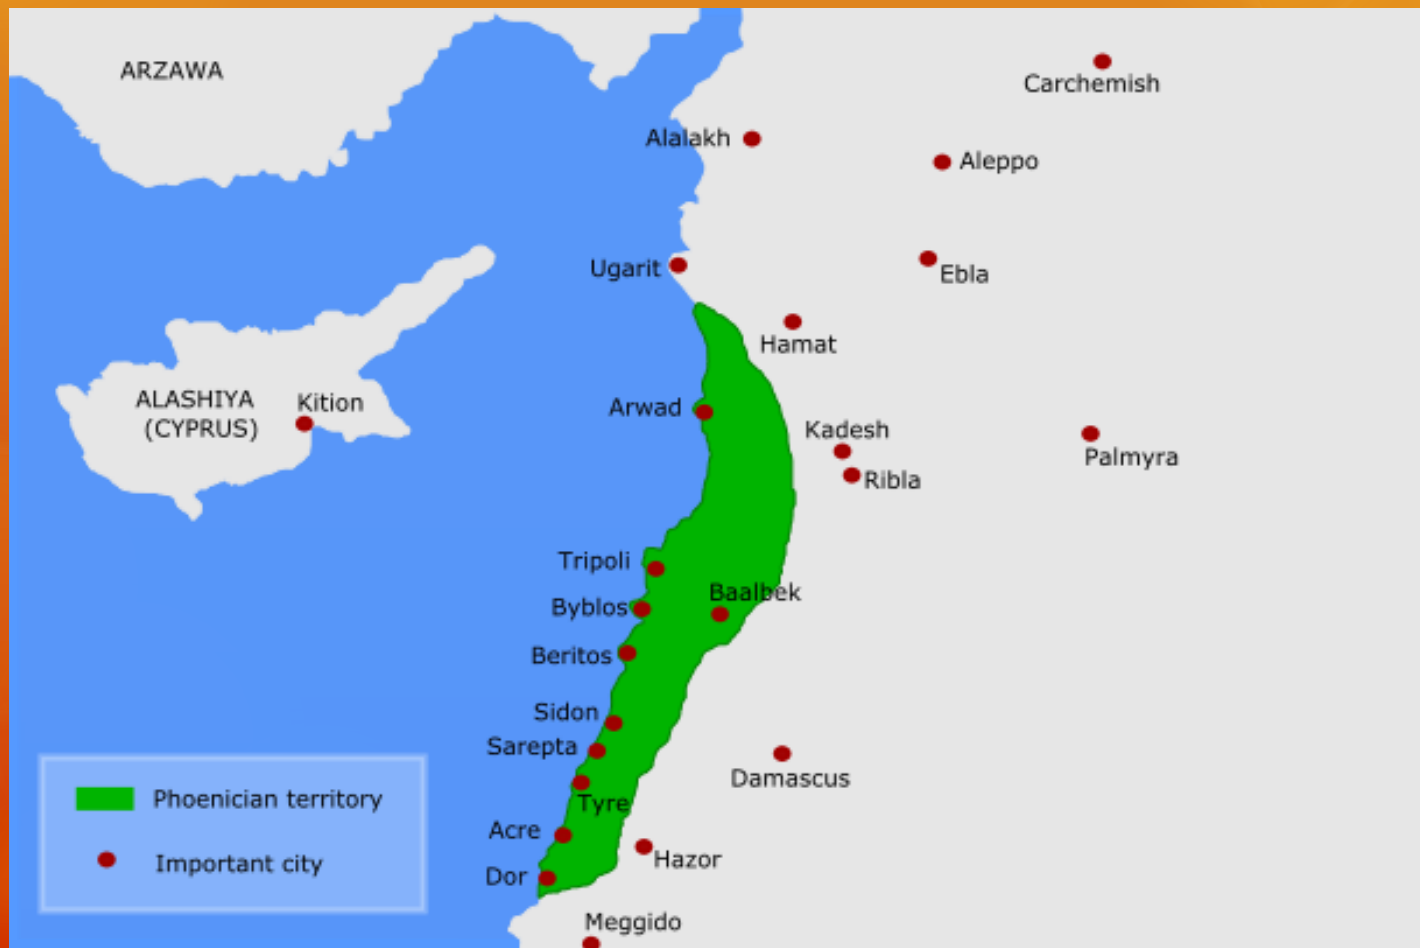 ARZAWA
Carchemish
Alalakh
Aleppo
Ugarit
Ebla
Hamat
ALASHIYA
(CYPRUS)
Kition
Arwad
Kadesh
Ribla
Palmyra
Tripoli
Baalbek
Byblos
Beritos
Sidon
Sarepta
Damascus
Tyre
Phoenician territory
Acre
Important city
Hazor
Dor
Meggido